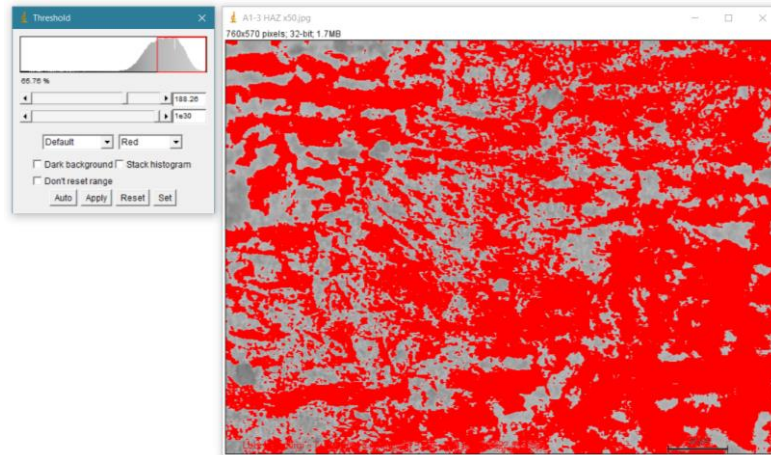 Threshold
66.76 %
188.26
1e30
Default
Red
Dark background
Stack histogram
Don't reset range
Auto
Apply
Reset
Set
A1-3 HAZ x50.jpg
760x570 pixels; 32-bit; 1.7MB